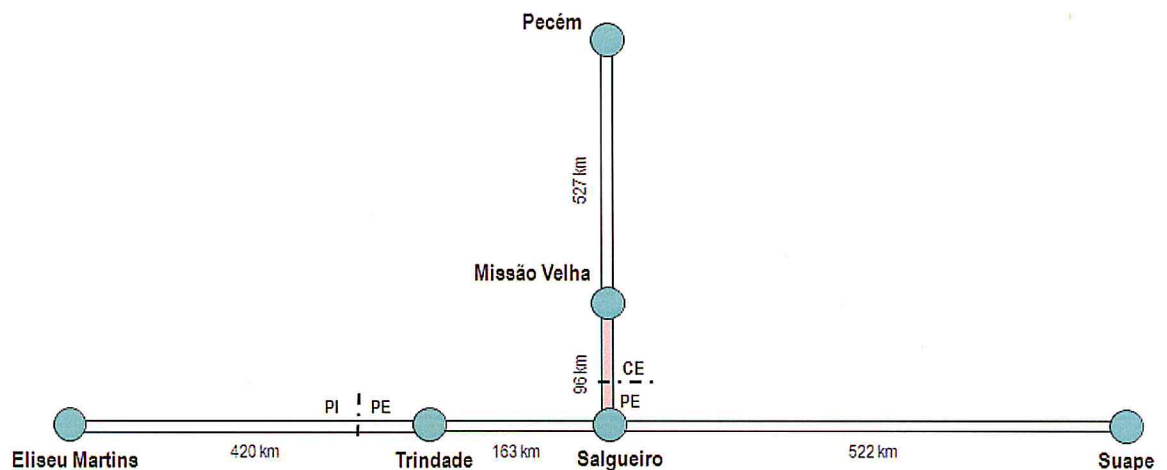 Pecém
527 km
Missão Velha
96 km
CE
PE
PI
PE
Eliseu Martins
420 km
Trindade
163 km
Salgueiro
522 km
Suape